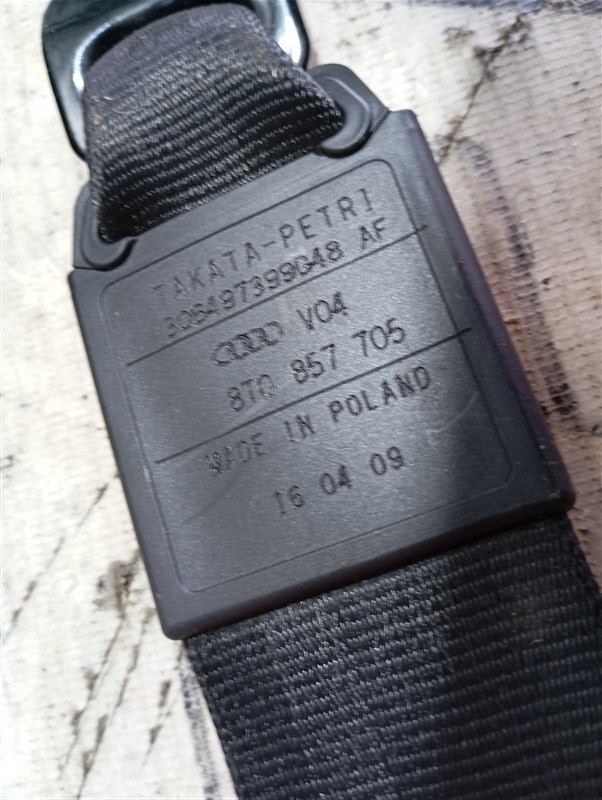 TAKATA-PETRI
306497399G48 AF
V04
8T0 857 705
MADE IN POLAND
16 04 09